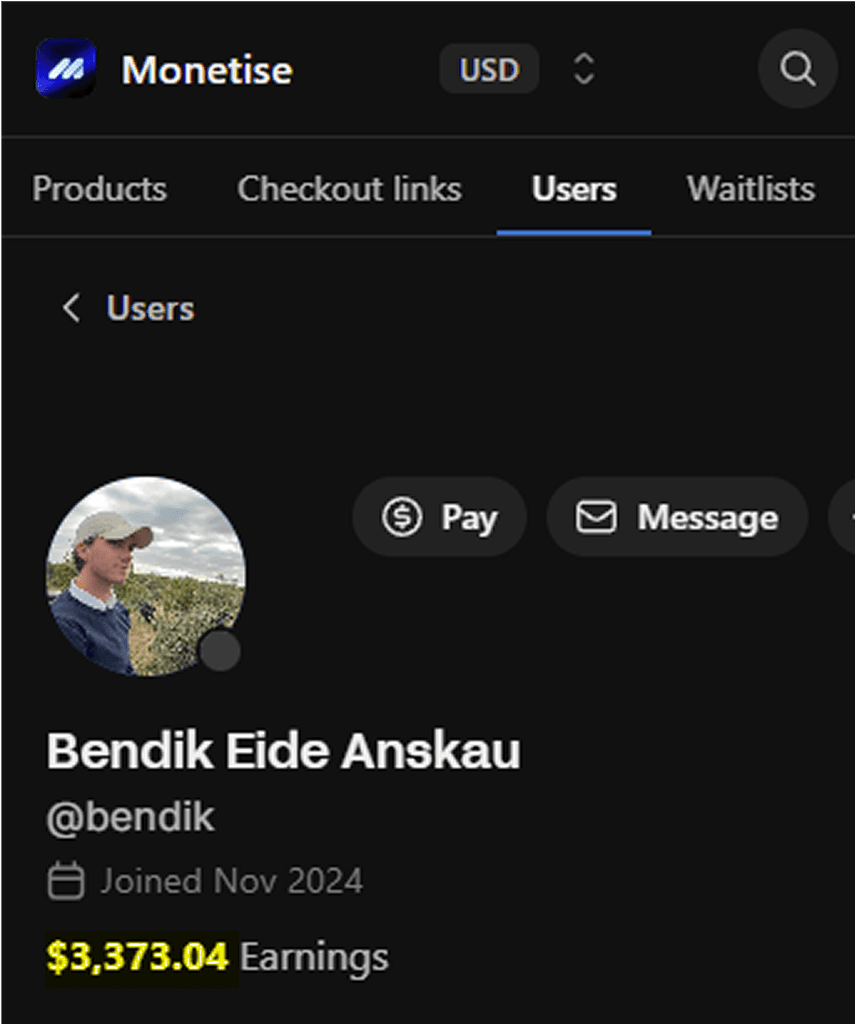 Monetise USD
Products Checkout links Users Waitlists
Users
Pay Message
Bendik Eide Anskau
@bendik
Joined Nov 2024
$3,373.04 Earnings